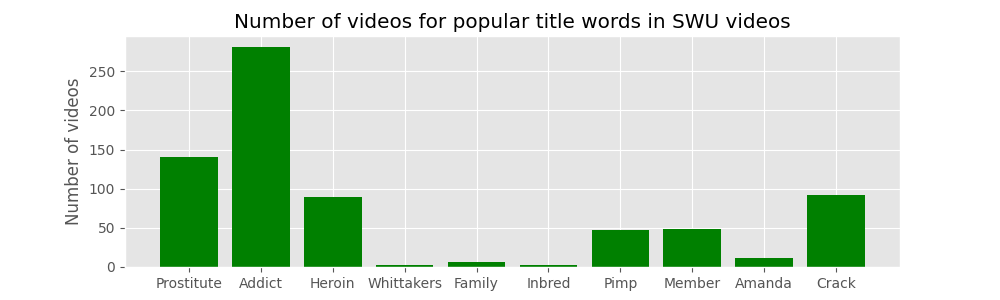 Number of videos for popular title words in SWU videos
Number of videos
250
200
150
100
50
0
Prostitute Addict Heroin Whittakers Family Inbred Pimp Member Amanda Crack